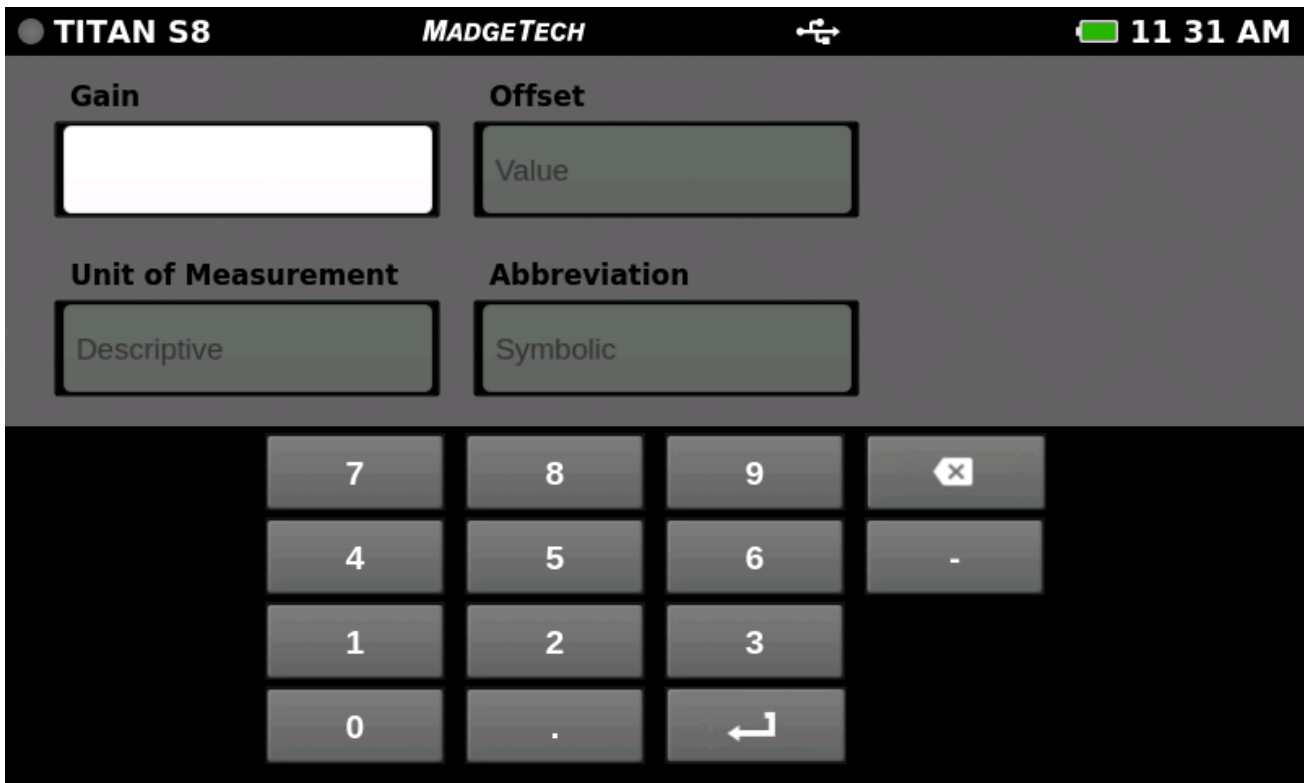 TITAN S8 MADGETECH 11 31 AM
Gain Offset
Value
Unit of Measurement Abbreviation
Descriptive Symbolic
7 8 9
4 5 6 -
1 2 3
0 .